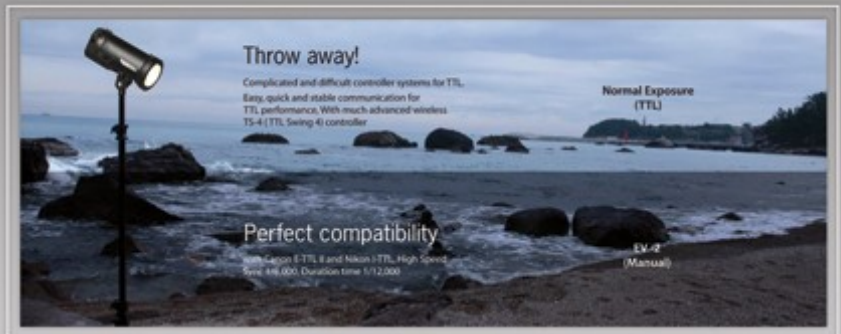 Throw away!
Complicated and difficult controller systems for TTL.
Easy, quick and stable communication for
TTL performance, With much advanced wireless
TS-4 ( TTL Swing 4) controller
Normal Exposure
(TTL)
Perfect compatibility
with Canon E-TTL II and Nikon i-TTL, High Speed
Sync 1/8,000, Duration time 1/12,000
EV-2
(Manual)